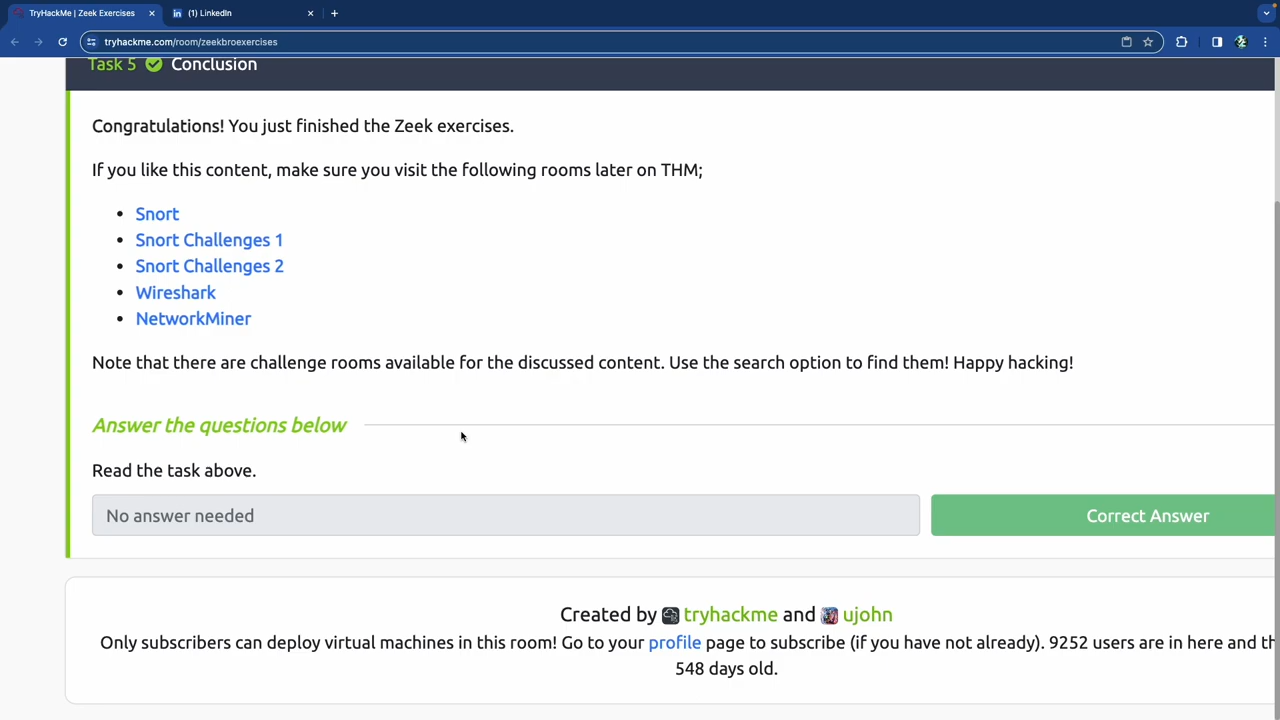 TryHackMe | Zeek Exercises
(1) LinkedIn
tryhackme.com/room/zeekbroexercises
Task 5 Conclusion
Congratulations! You just finished the Zeek exercises.
If you like this content, make sure you visit the following rooms later on THM;
• Snort
• Snort Challenges 1
• Snort Challenges 2
• Wireshark
• NetworkMiner
Note that there are challenge rooms available for the discussed content. Use the search option to find them! Happy hacking!
Answer the questions below
Read the task above.
No answer needed
Correct Answer
Created by tryhackme and ujohn
Only subscribers can deploy virtual machines in this room! Go to your profile page to subscribe (if you have not already). 9252 users are in here and th
548 days old.